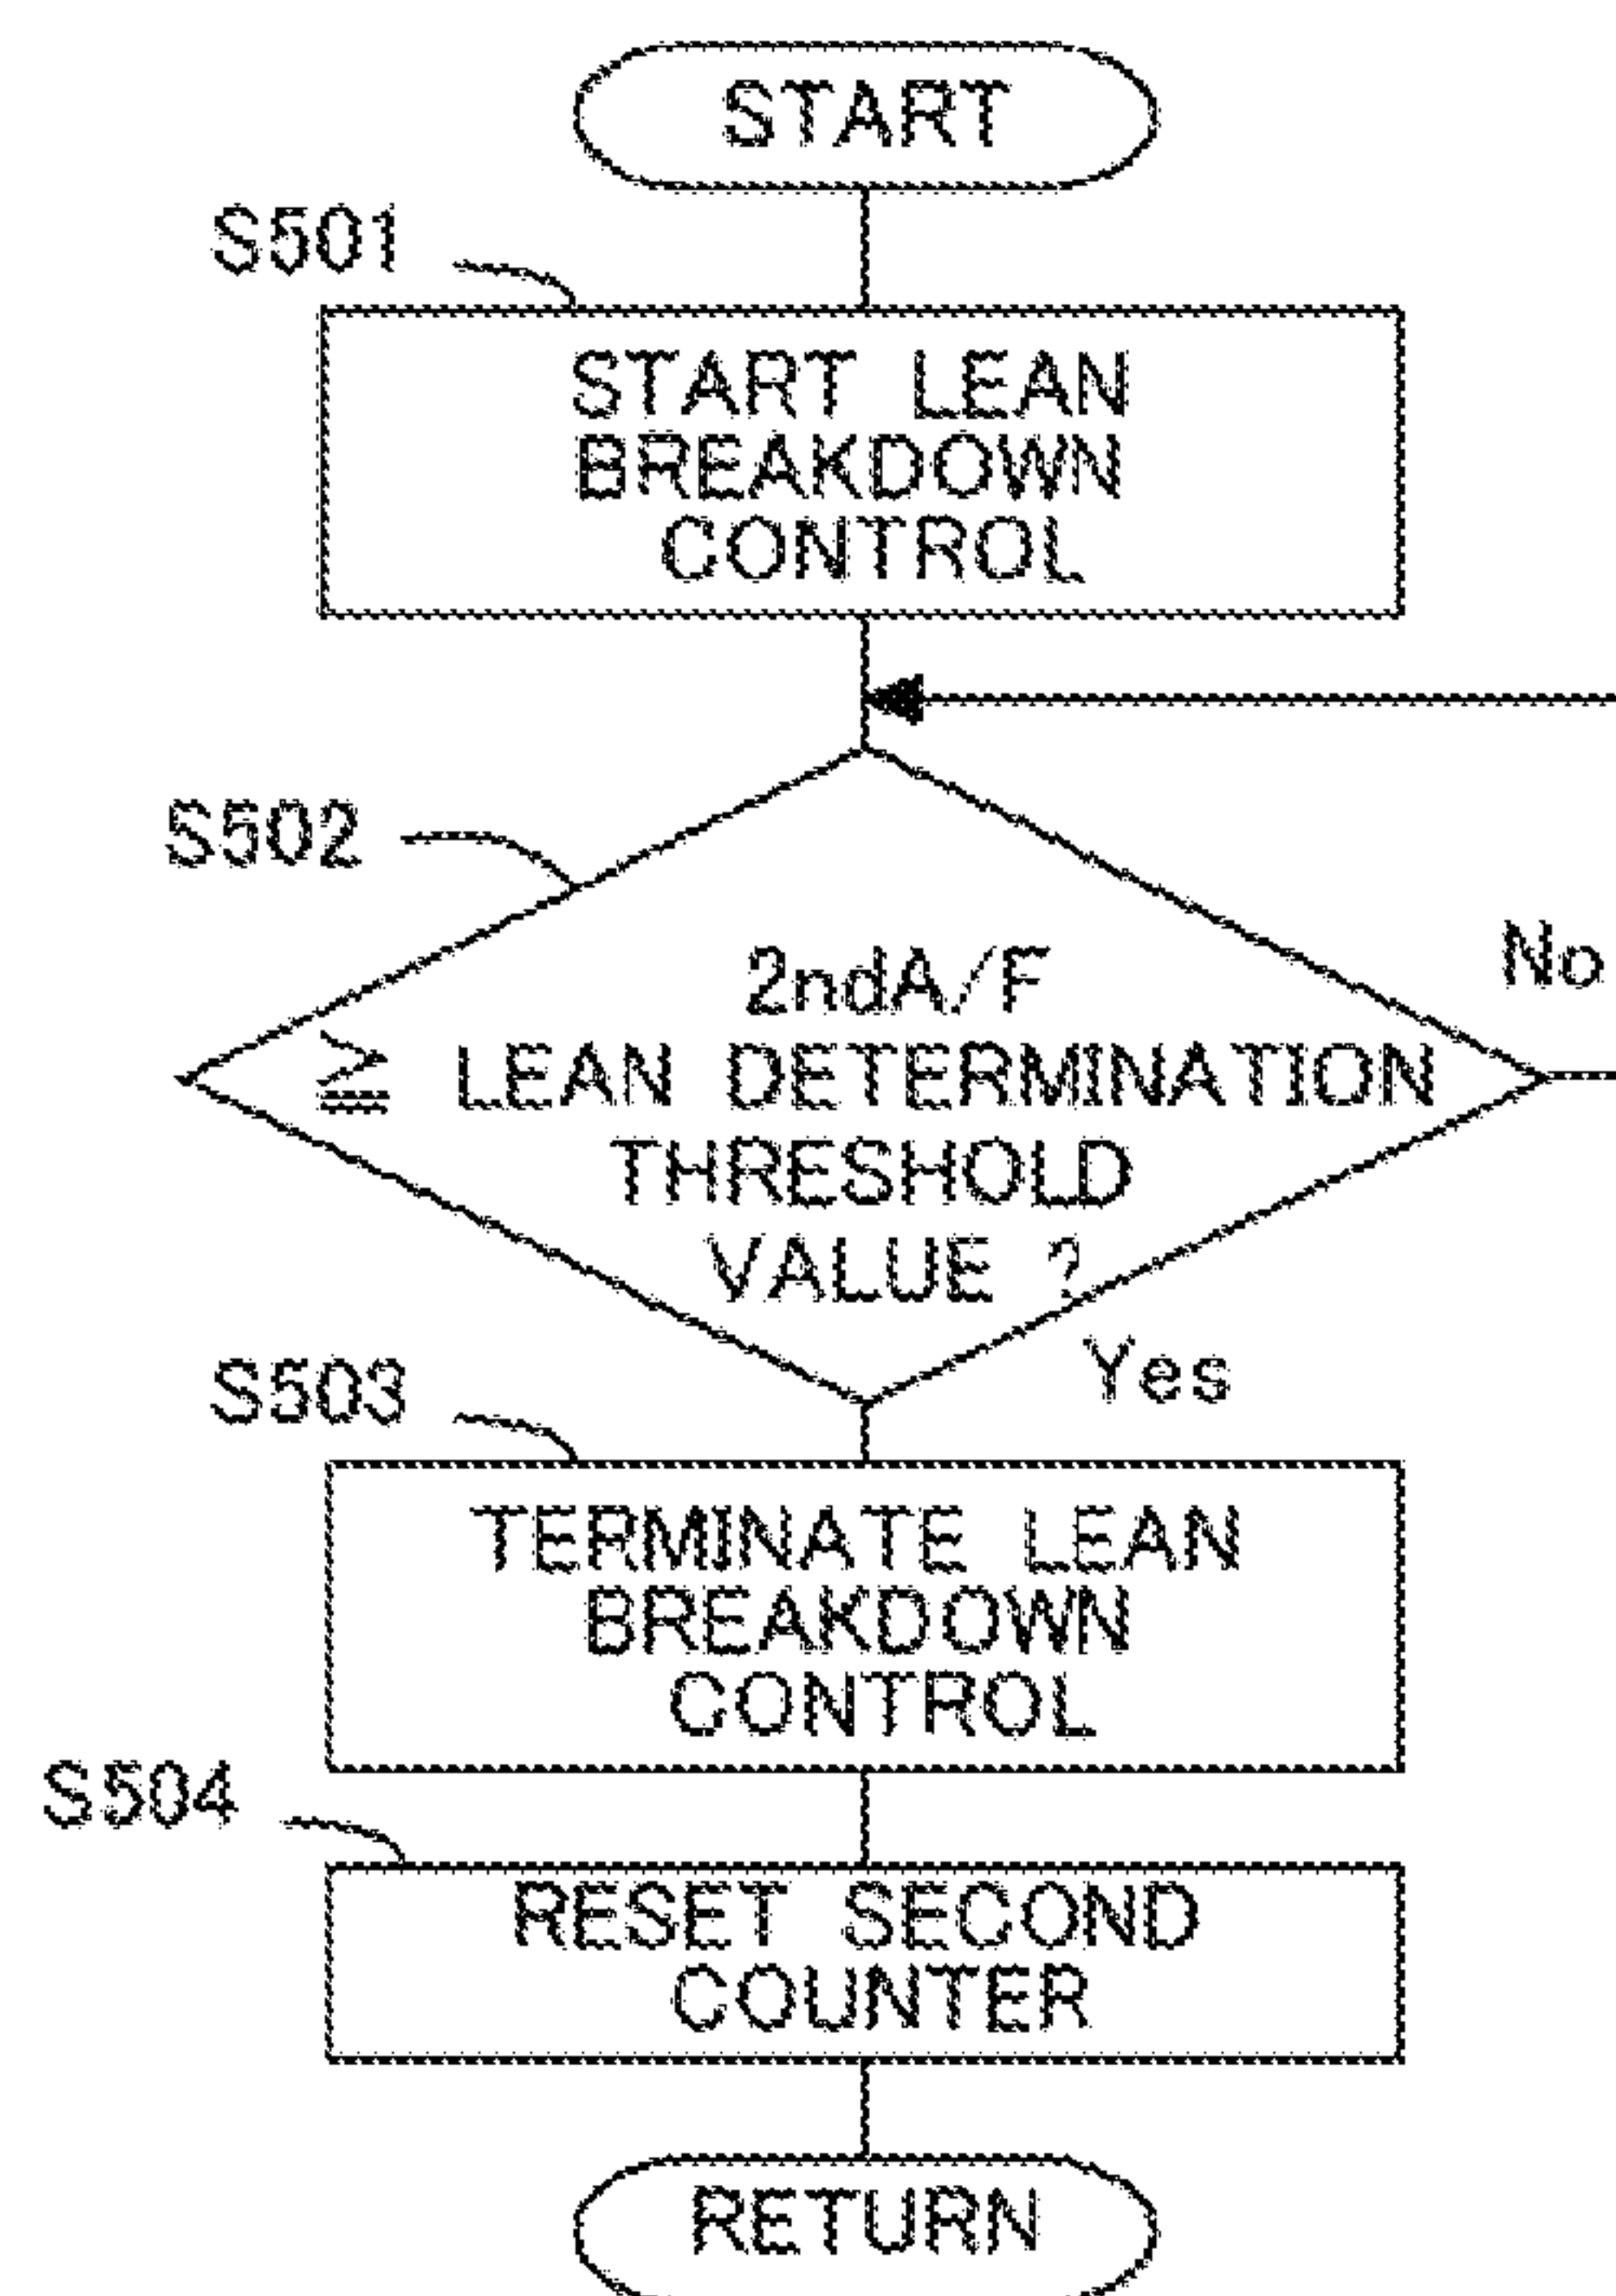 START
S501
START LEAN
BREAKDOWN
CONTROL
S502
2ndA/F
≧ LEAN DETERMINATION
THRESHOLD
VALUE ?
No
Yes
S503
TERMINATE LEAN
BREAKDOWN
CONTROL
S504
RESET SECOND
COUNTER
RETURN